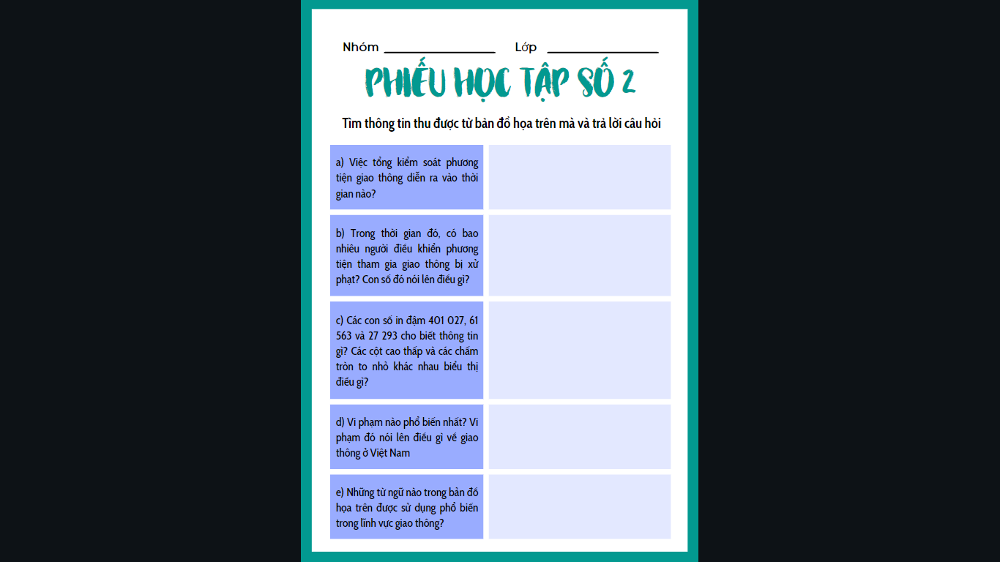 Nhóm Lớp
PHIẾU HỌC TẬP SỐ 2
Tìm thông tin thu được từ bản đồ họa trên mà và trả lời câu hỏi
a) Việc tổng kiểm soát phương
tiện giao thông diễn ra vào thời
gian nào?
b) Trong thời gian đó, có bao
nhiêu người điều khiển phương
tiện tham gia giao thông bị xử
phạt? Con số đó nói lên điều gì?
c) Các con số in đậm 401 027, 61
563 và 27 293 cho biết thông tin
gì? Các cột cao thấp và các chấm
tròn to nhỏ khác nhau biểu thị
điều gì?
d) Vi phạm nào phổ biến nhất? Vi
phạm đó nói lên điều gì về giao
thông ở Việt Nam
e) Những từ ngữ nào trong bản đồ
họa trên được sử dụng phổ biến
trong lĩnh vực giao thông?